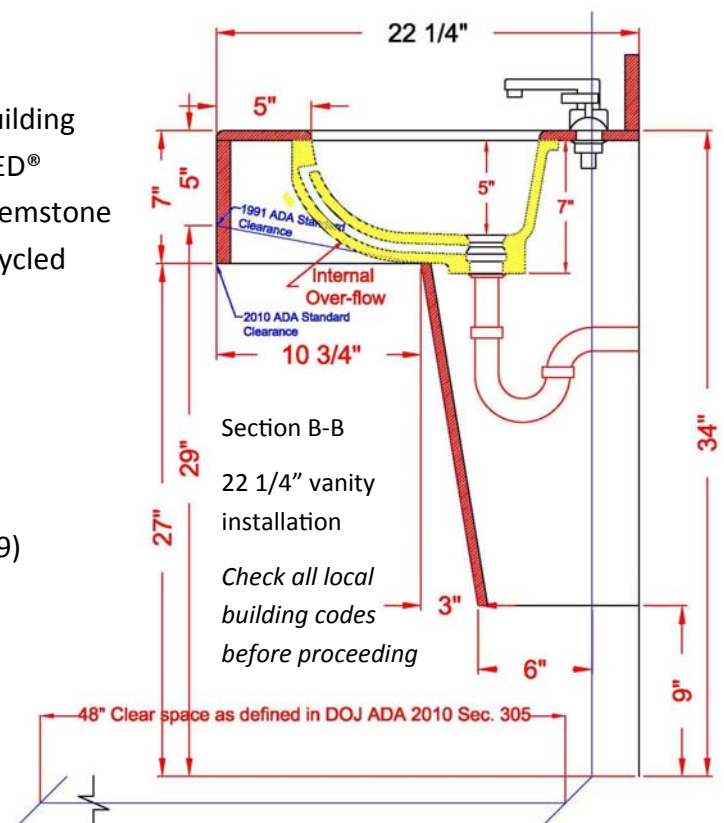 22 1/4"
5"
uilding
ED®
emstone
ycled
7"
5"
5"
7"
1991 ADA Standard
Clearance
Internal
Over-flow
2010 ADA Standard
Clearance
10 3/4"
34"
29"
27"
Section B-B
22 1/4” vanity
installation
9)
Check all local
building codes
before proceeding
3"
6"
9"
48" Clear space as defined in DOJ ADA 2010 Sec. 305